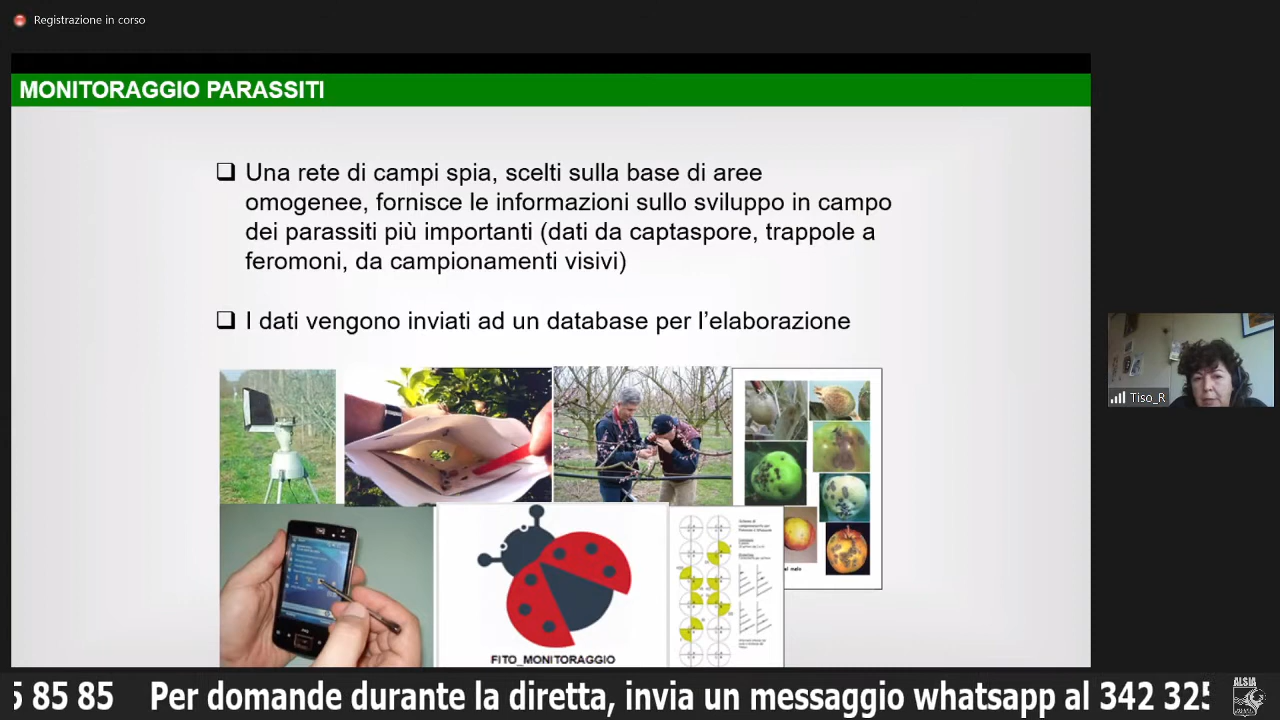 Registrazione in corso
MONITORAGGIO PARASSITI
Una rete di campi spia, scelti sulla base di aree
omogenee, fornisce le informazioni sullo sviluppo in campo
dei parassiti più importanti (dati da captaspore, trappole a
feromoni, da campionamenti visivi)
I dati vengono inviati ad un database per l'elaborazione
Tiso_R
FITO_MONITORAGGIO
5 85 85 Per domande durante la diretta, invia un messaggio whatsapp al 342 325
ALSIA